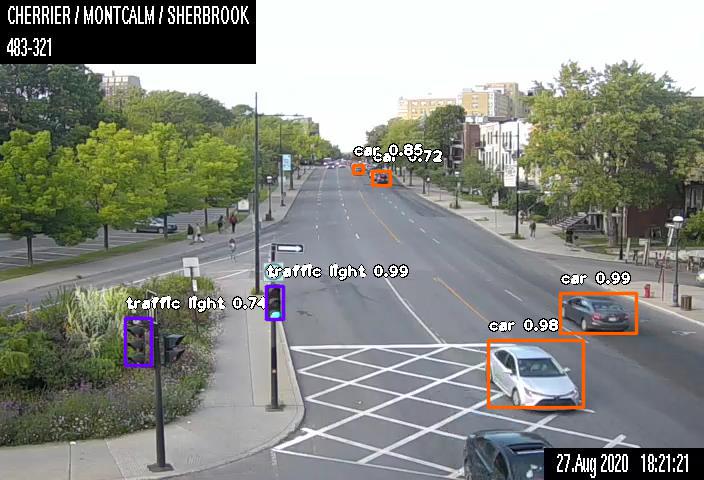 CHERRIER / MONTCALM / SHERBROOK
483-321
car 0.85
car 0.72
traffic light 0.99
car 0.99
traffic light 0.74
car 0.98
27.Aug 2020 18:21:21